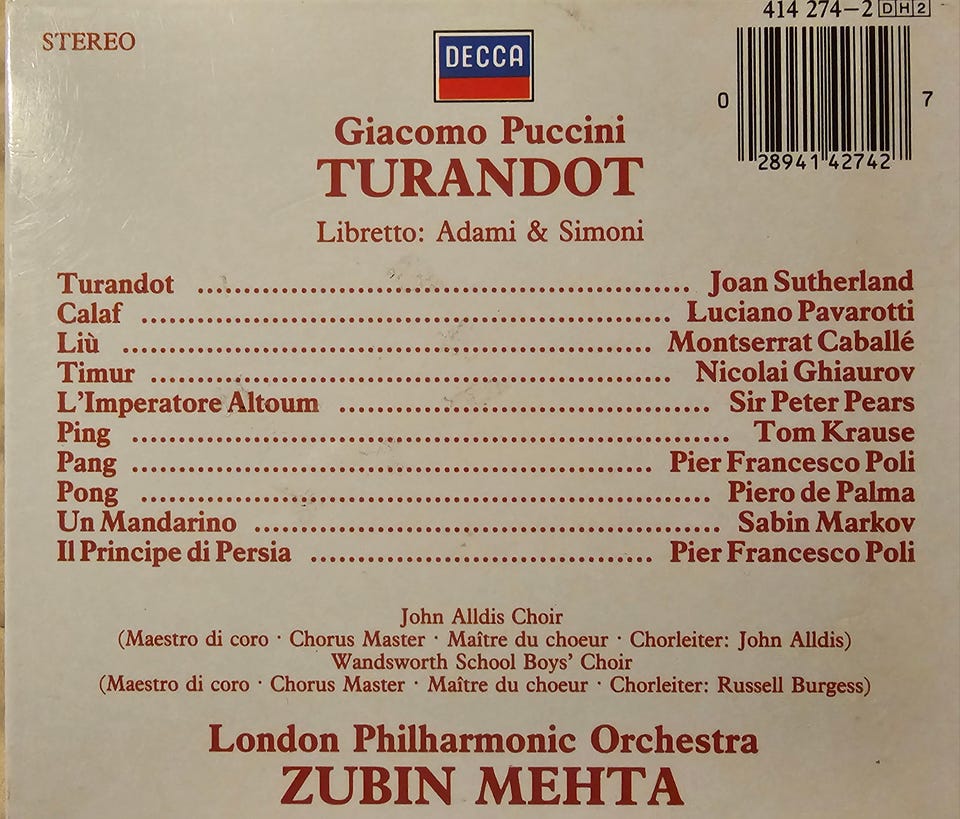 414 274-2 DH2
STEREO
DECCA
0 28941 42742 7
Giacomo Puccini
TURANDOT
Libretto: Adami & Simoni
Turandot ........................................................ Joan Sutherland
Calaf ............................................................ Luciano Pavarotti
Liù ............................................................ Montserrat Caballé
Timur ............................................................ Nicolai Ghiaurov
L'Imperatore Altoum .......................................... Sir Peter Pears
Ping .................................................................... Tom Krause
Pang ........................................................... Pier Francesco Poli
Pong ................................................................ Piero de Palma
Un Mandarino ..................................................... Sabin Markov
Il Principe di Persia ....................................... Pier Francesco Poli
John Alldis Choir
(Maestro di coro · Chorus Master · Maître du choeur · Chorleiter: John Alldis)
Wandsworth School Boys' Choir
(Maestro di coro · Chorus Master · Maître du choeur · Chorleiter: Russell Burgess)
London Philharmonic Orchestra
ZUBIN MEHTA